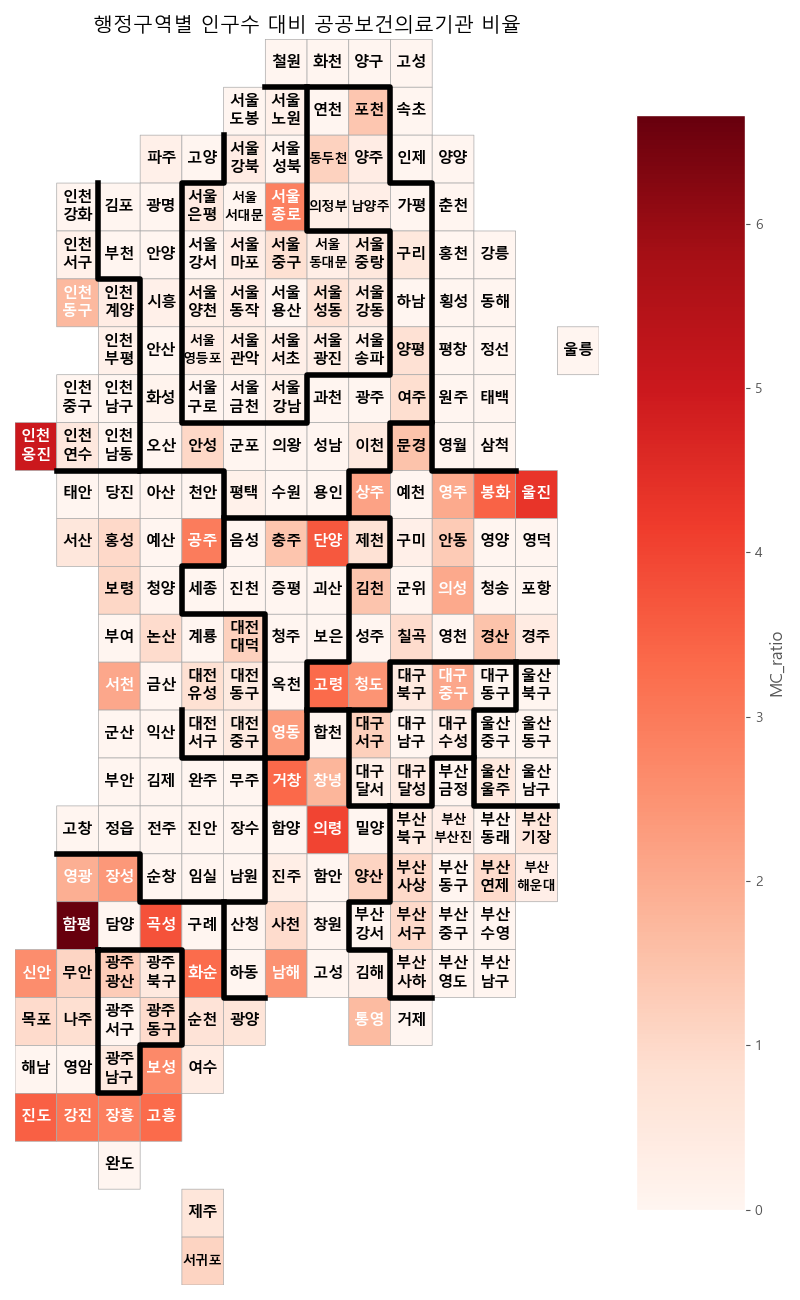 행정구역별 인구수 대비 공공보건의료기관 비율
철원 화천 양구 고성
서울 서울 연천 포천 속초
도봉 노원
파주 고양 서울 서울 동두천 양주 인제 양양
강북 성북
인천 김포 광명 서울 서울 서울 의정부 남양주 가평 춘천
강화 은평 서대문 종로
인천 부천 안양 서울 서울 서울 서울 서울 구리 홍천 강릉
서구 강서 마포 중구 동대문 중랑
인천 인천 시흥 서울 서울 서울 서울 서울 하남 횡성 동해
동구 계양 양천 동작 용산 성동 강동
인천 안산 서울 서울 서울 서울 서울 양평 평창 정선 울릉
부평 영등포 관악 서초 광진 송파
인천 인천 화성 서울 서울 서울 과천 광주 여주 원주 태백
중구 남구 구로 금천 강남
인천 인천 인천 오산 안성 군포 의왕 성남 이천 문경 영월 삼척
옹진 연수 남동
태안 당진 아산 천안 평택 수원 용인 상주 예천 영주 봉화 울진
서산 홍성 예산 공주 음성 충주 단양 제천 구미 안동 영양 영덕
보령 청양 세종 진천 증평 괴산 김천 군위 의성 청송 포항
부여 논산 계룡 대전 청주 보은 성주 칠곡 영천 경산 경주
대덕
서천 금산 대전 대전 옥천 고령 청도 대구 대구 대구 울산
유성 동구 북구 중구 동구 북구
군산 익산 대전 대전 영동 합천 대구 대구 대구 울산 울산
서구 중구 서구 남구 수성 중구 동구
부안 김제 완주 무주 거창 창녕 대구 대구 부산 울산 울산
달서 달성 금정 울주 남구
고창 정읍 전주 진안 장수 함양 의령 밀양 부산 부산 부산 부산
북구 부산진 동래 기장
영광 장성 순창 임실 남원 진주 함안 양산 부산 부산 부산 부산
사상 동구 연제 해운대
함평 담양 곡성 구례 산청 사천 창원 부산 부산 부산 부산
강서 서구 중구 수영
신안 무안 광주 광주 화순 하동 남해 고성 김해 부산 부산 부산
광산 북구 사하 영도 남구
목포 나주 광주 광주 순천 광양 통영 거제
서구 동구
해남 영암 광주 보성 여수
남구
진도 강진 장흥 고흥
완도
제주
서귀포
6
5
4
3
2
1
0
MC_ratio